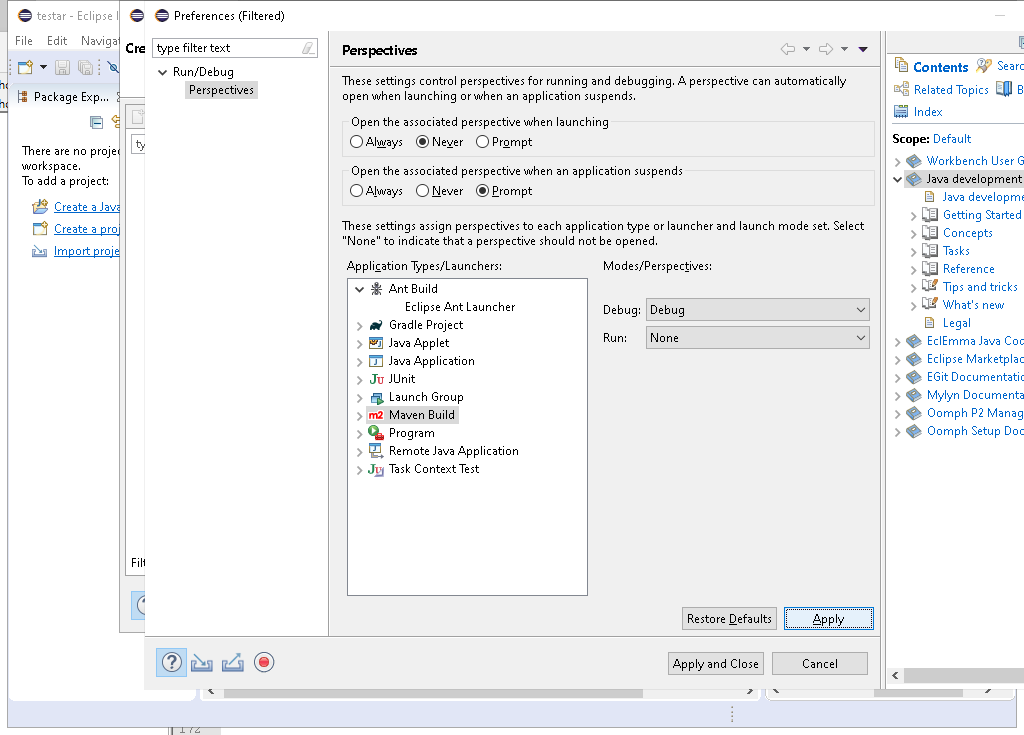 testar - Eclipse I
File Edit Navigat
Package Exp...
There are no proje
workspace.
To add a project:
Create a Java
Create a proj
Import proje
Cre
ty
Filt
Preferences (Filtered)
type filter text
Run/Debug
Perspectives
Perspectives
These settings control perspectives for running and debugging. A perspective can automatically
open when launching or when an application suspends.
Open the associated perspective when launching
Always Never Prompt
Open the associated perspective when an application suspends
Always Never Prompt
These settings assign perspectives to each application type or launcher and launch mode set. Select
"None" to indicate that a perspective should not be opened.
Application Types/Launchers:
Ant Build
Eclipse Ant Launcher
Gradle Project
Java Applet
Java Application
JUnit
Launch Group
m2 Maven Build
Program
Remote Java Application
Task Context Test
Modes/Perspectives:
Debug: Debug
Run: None
Restore Defaults Apply
Apply and Close Cancel
Contents Searc
Related Topics B
Index
Scope: Default
Workbench User G
Java development
Java developme
Getting Started
Concepts
Tasks
Reference
Tips and tricks
What's new
Legal
EclEmma Java Coc
Eclipse Marketplac
EGit Documentatic
Mylyn Documenta
Oomph P2 Manag
Oomph Setup Doc
172